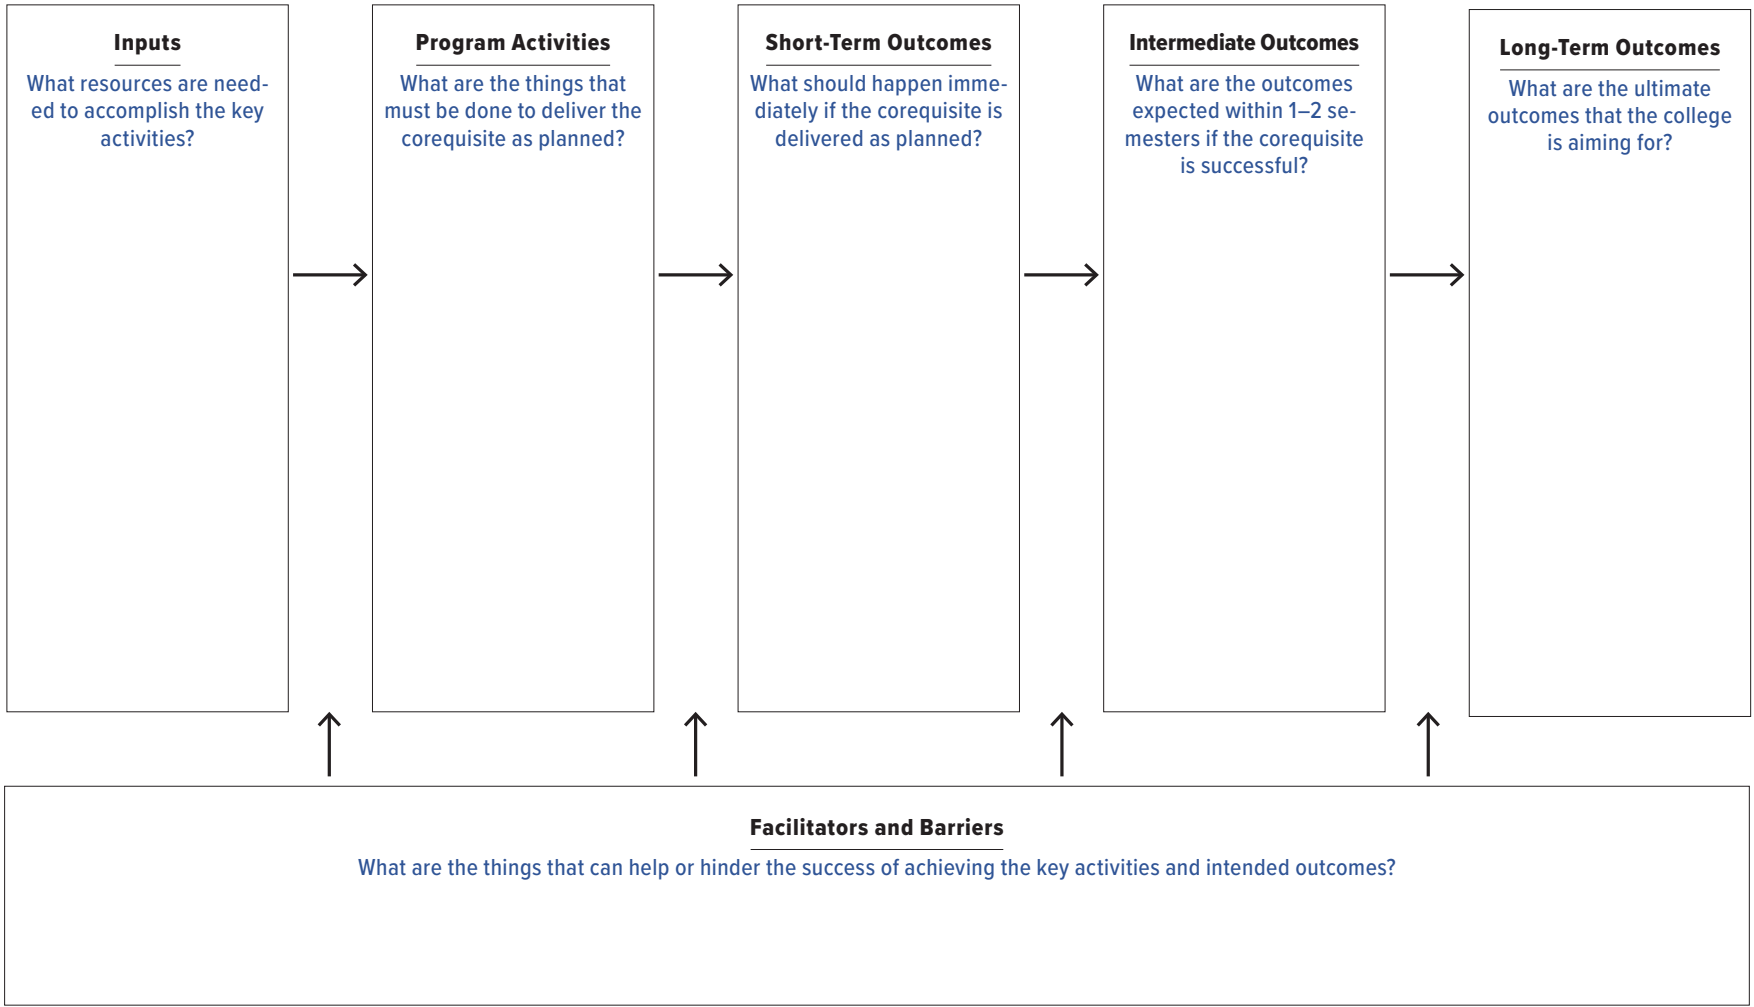 Inputs
What resources are need-
ed to accomplish the key
activities?
Program Activities
What are the things that
must be done to deliver the
corequisite as planned?
Short-Term Outcomes
What should happen imme-
diately if the corequisite is
delivered as planned?
Intermediate Outcomes
What are the outcomes
expected within 1–2 se-
mesters if the corequisite
is successful?
Long-Term Outcomes
What are the ultimate
outcomes that the college
is aiming for?
Facilitators and Barriers
What are the things that can help or hinder the success of achieving the key activities and intended outcomes?